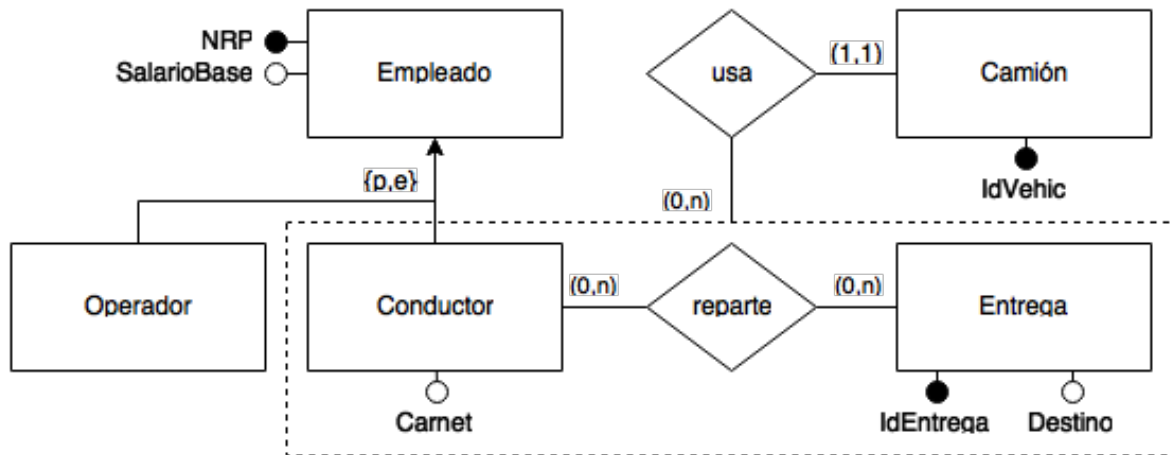 NRP
SalarioBase
Empleado
usa
(1,1)
Camión
IdVehic
{p,e}
(0,n)
Operador
Conductor
(0,n)
reparte
(0,n)
Entrega
Carnet
IdEntrega
Destino